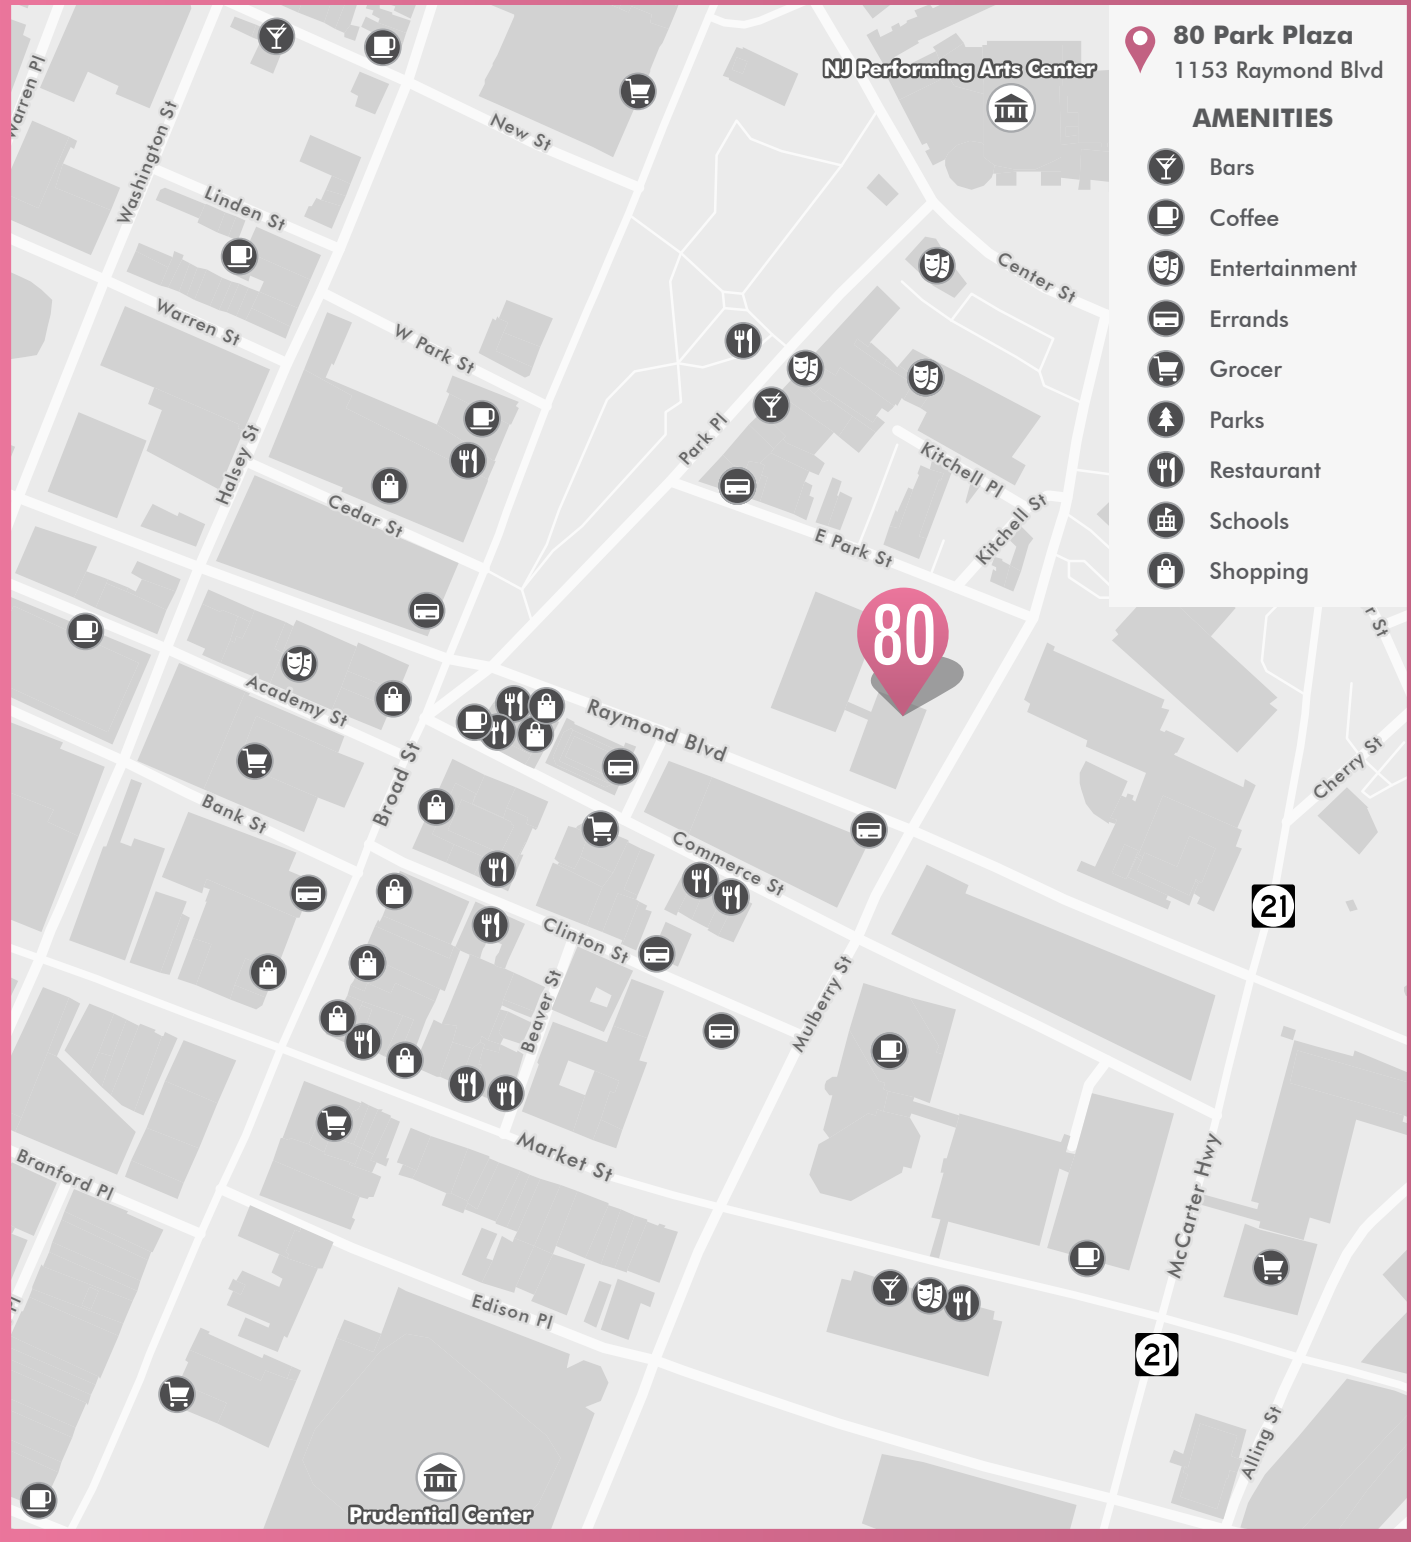 80 Park Plaza
1153 Raymond Blvd
AMENITIES
Bars
Coffee
Entertainment
Errands
Grocer
Parks
Restaurant
Schools
Shopping
NJ Performing Arts Center
Warren Pl
Washington St
New St
Linden St
Center St
Warren St
W Park St
Park Pl
Halsey St
Kitchell Pl
Cedar St
Kitchell St
E Park St
80
r St
Academy St
Raymond Blvd
Broad St
Cherry St
Bank St
Commerce St
21
Clinton St
Beaver St
Mulberry St
Market St
McCarter Hwy
Branford Pl
Pl
Edison Pl
21
Alling St
Prudential Center